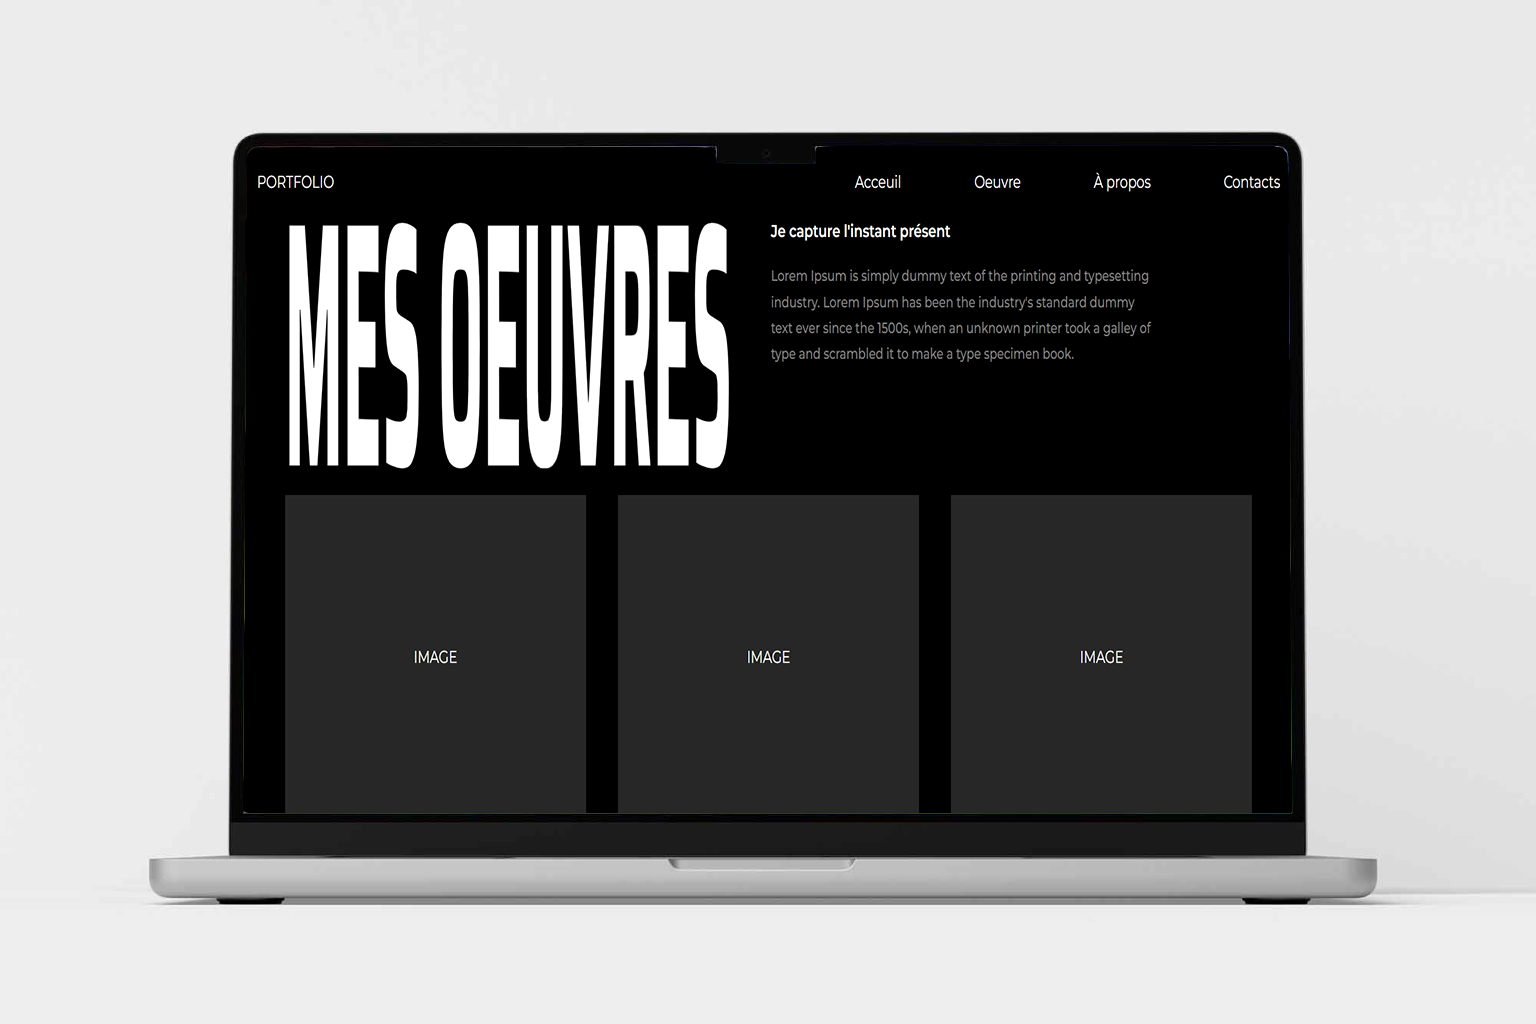 PORTFOLIO
Acceuil
Oeuvre
À propos
Contacts
MES OEUVRES
Je capture l'instant présent
Lorem Ipsum is simply dummy text of the printing and typesetting
industry. Lorem Ipsum has been the industry's standard dummy
text ever since the 1500s, when an unknown printer took a galley of
type and scrambled it to make a type specimen book.
IMAGE
IMAGE
IMAGE